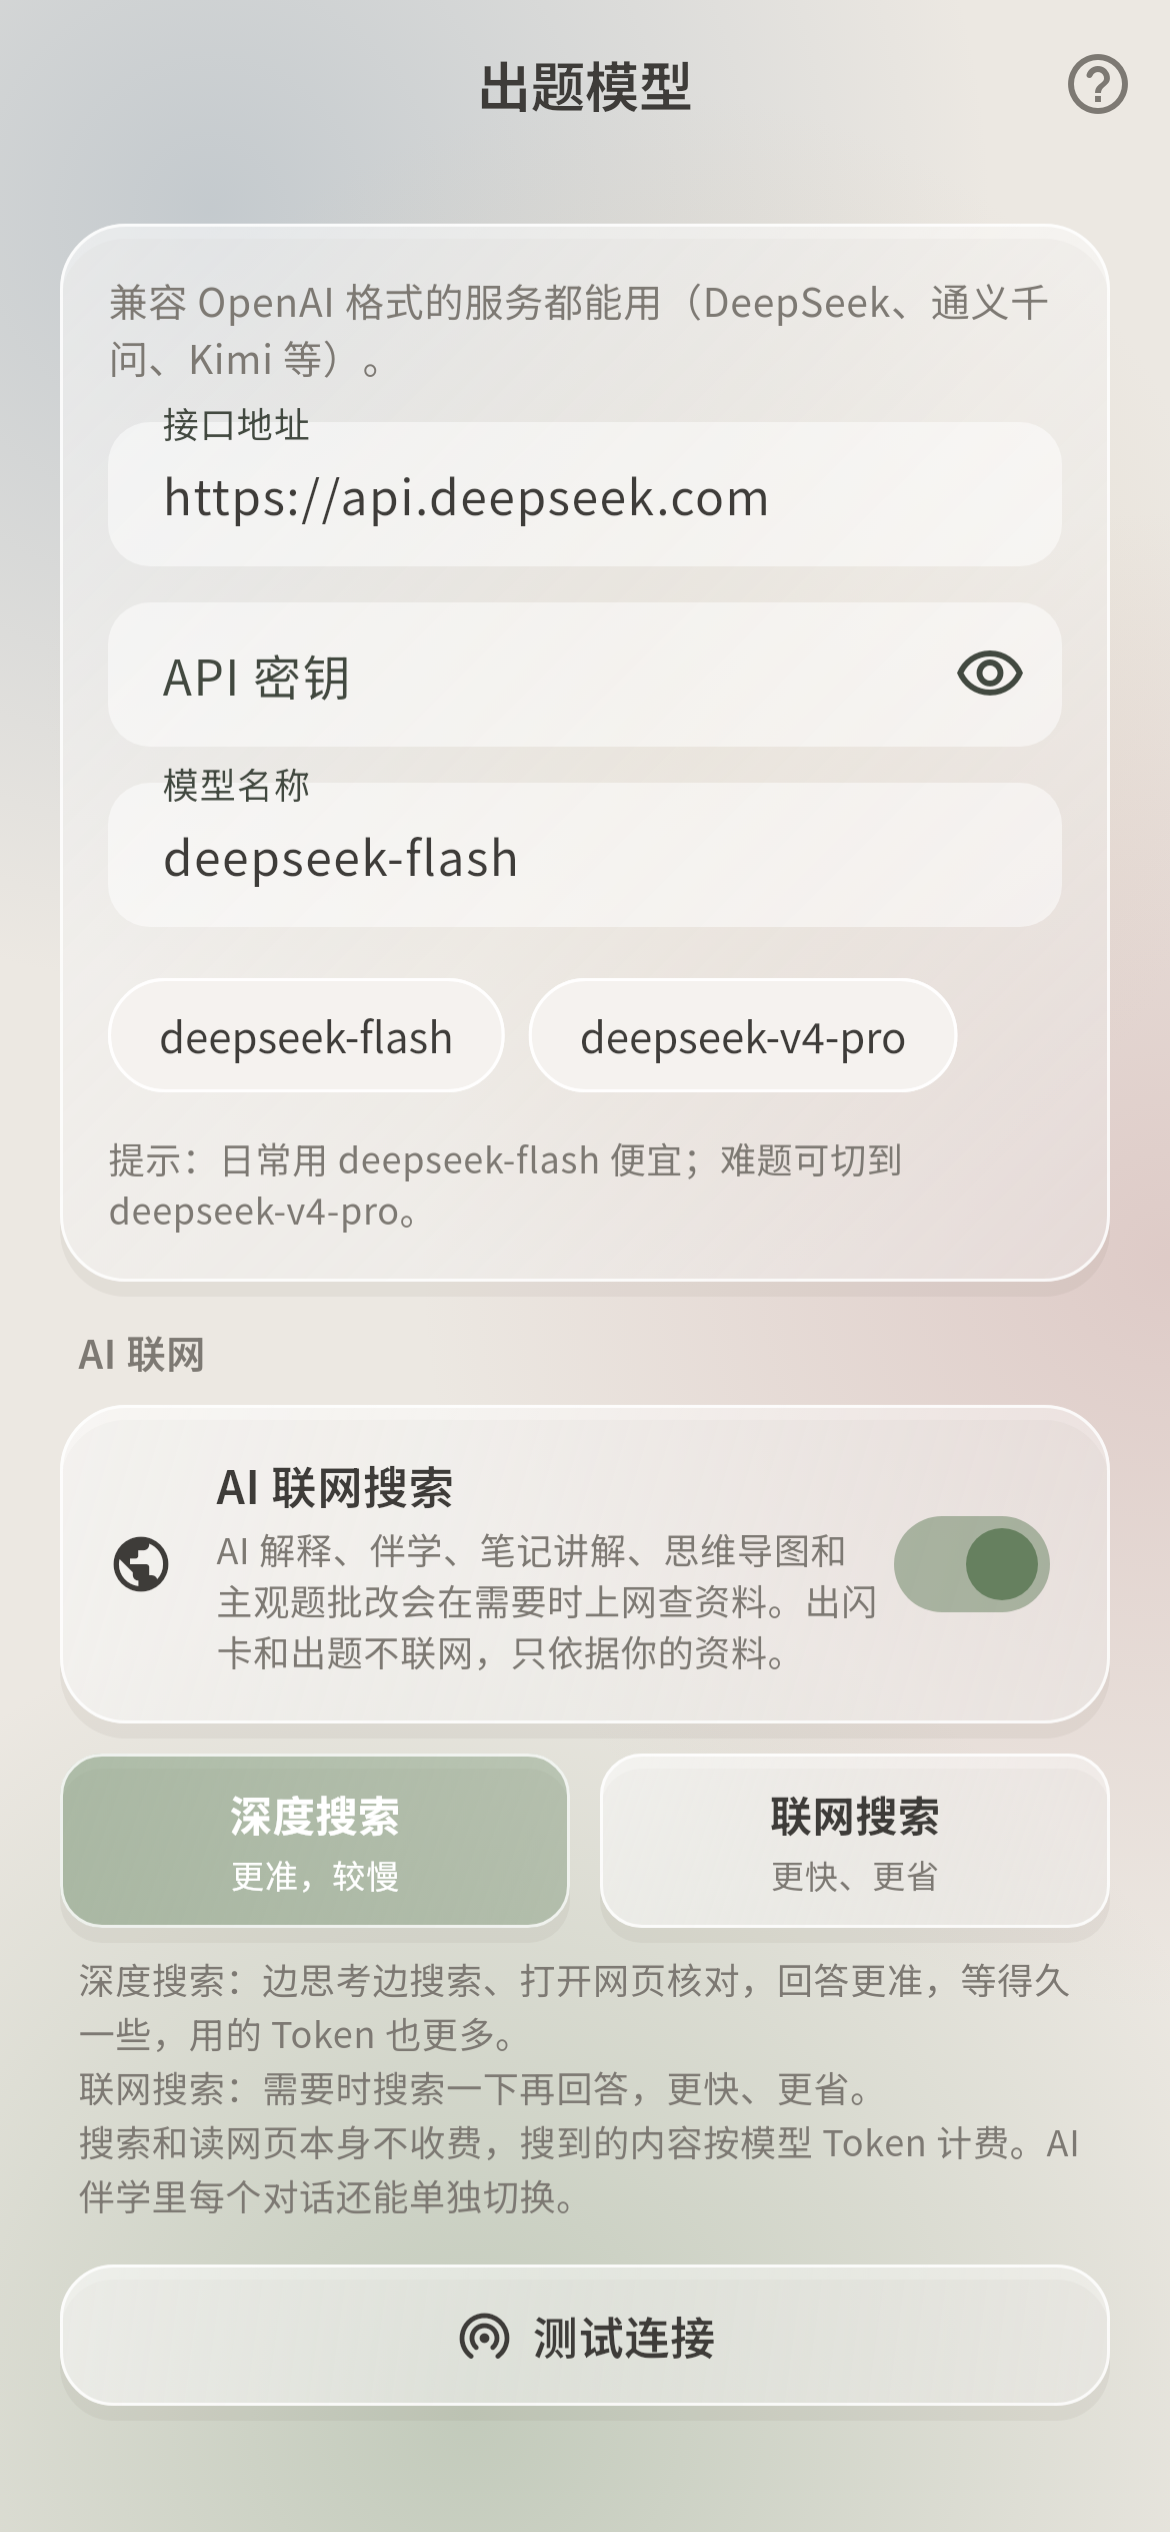 出题模型
兼容 OpenAI 格式的服务都能用（DeepSeek、通义千
问、Kimi 等）。
接口地址
https://api.deepseek.com
API 密钥
模型名称
deepseek-flash
deepseek-flash
deepseek-v4-pro
提示：日常用 deepseek-flash 便宜；难题可切到
deepseek-v4-pro。
AI 联网
AI 联网搜索
AI 解释、伴学、笔记讲解、思维导图和
主观题批改会在需要时上网查资料。出闪
卡和出题不联网，只依据你的资料。
深度搜索
更准，较慢
联网搜索
更快、更省
深度搜索：边思考边搜索、打开网页核对，回答更准，等得久
一些，用的 Token 也更多。
联网搜索：需要时搜索一下再回答，更快、更省。
搜索和读网页本身不收费，搜到的内容按模型 Token 计费。AI
伴学里每个对话还能单独切换。
测试连接